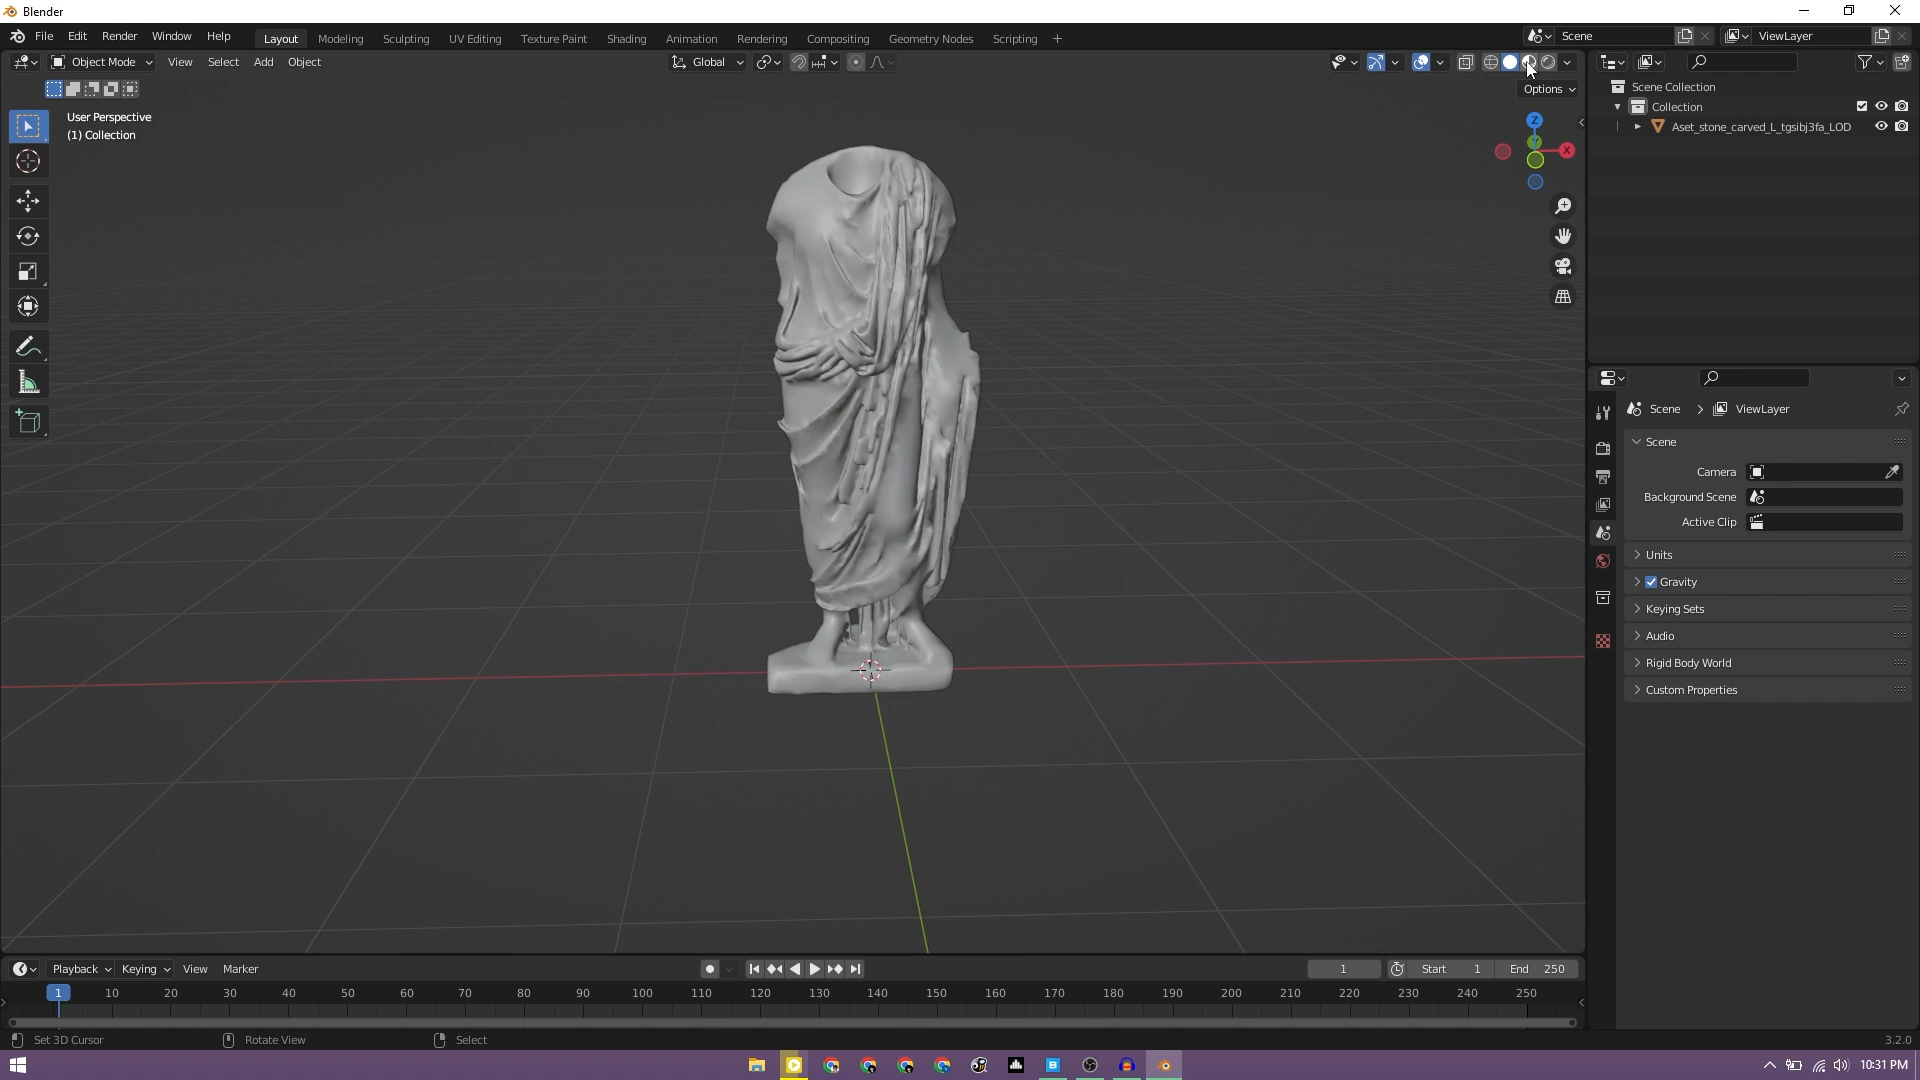 Blender
File Edit Render Window Help Layout Modeling Sculpting UV Editing Texture Paint Shading Animation Rendering Compositing Geometry Nodes Scripting + Scene ViewLayer
Object Mode View Select Add Object Global
Options
User Perspective
(1) Collection
Z
X
Scene Collection
Collection
Aset_stone_carved_L_tgsibj3fa_LOD
Scene > ViewLayer
Scene
Camera
Background Scene
Active Clip
Units
Gravity
Keying Sets
Audio
Rigid Body World
Custom Properties
Playback Keying View Marker 1 Start 1 End 250
1 10 20 30 40 50 60 70 80 90 100 110 120 130 140 150 160 170 180 190 200 210 220 230 240 250
Set 3D Cursor Rotate View Select 3.2.0
10:31 PM